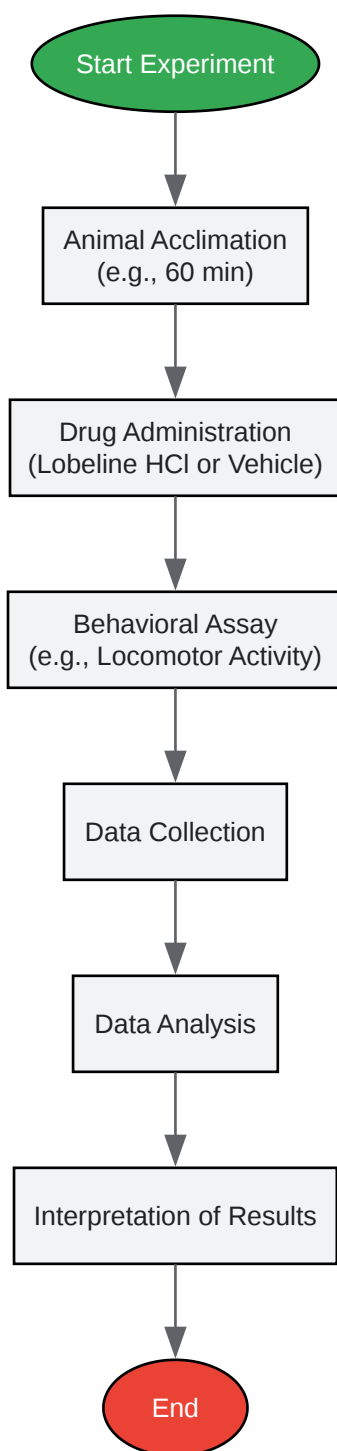 Start Experiment
Animal Acclimation
(e.g., 60 min)
Drug Administration
(Lobeline HCl or Vehicle)
Behavioral Assay
(e.g., Locomotor Activity)
Data Collection
Data Analysis
Interpretation of Results
End